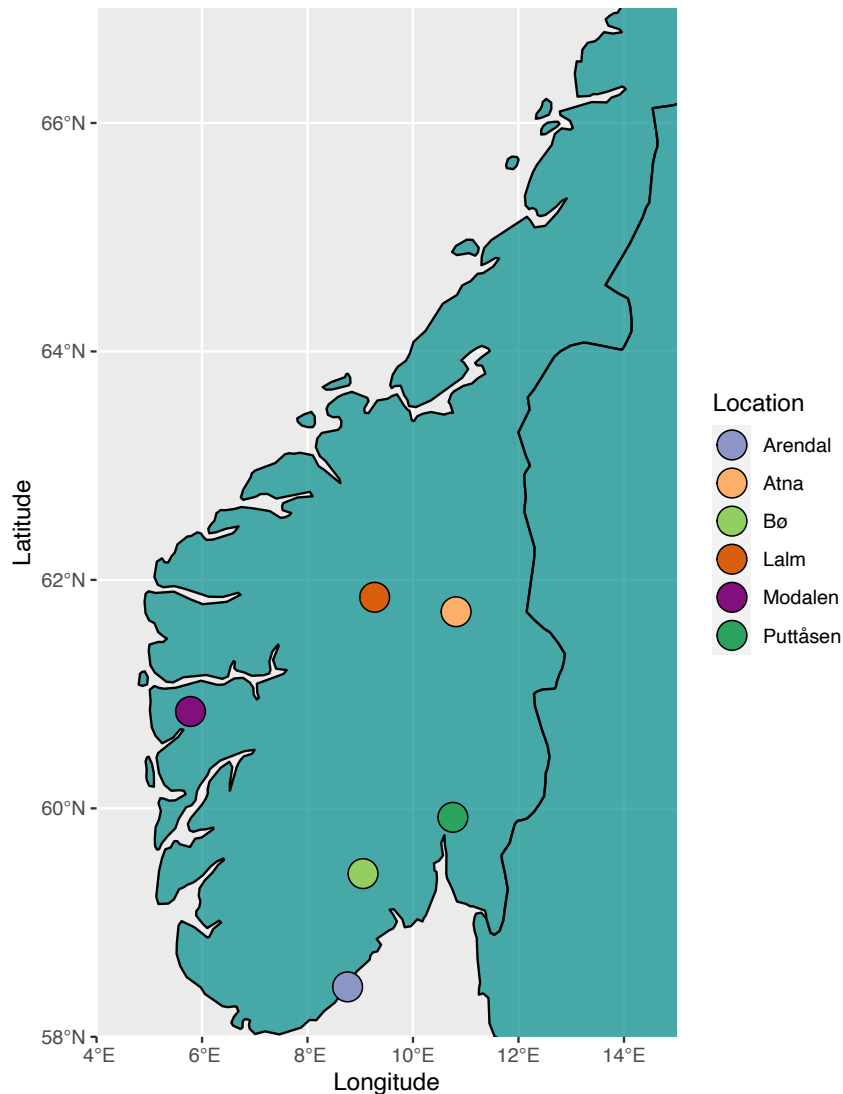 66°N
64°N
62°N
60°N
58°N
Latitude
4°E 6°E 8°E 10°E 12°E 14°E
Longitude
Location
Arendal
Atna
Bø
Lalm
Modalen
Puttåsen